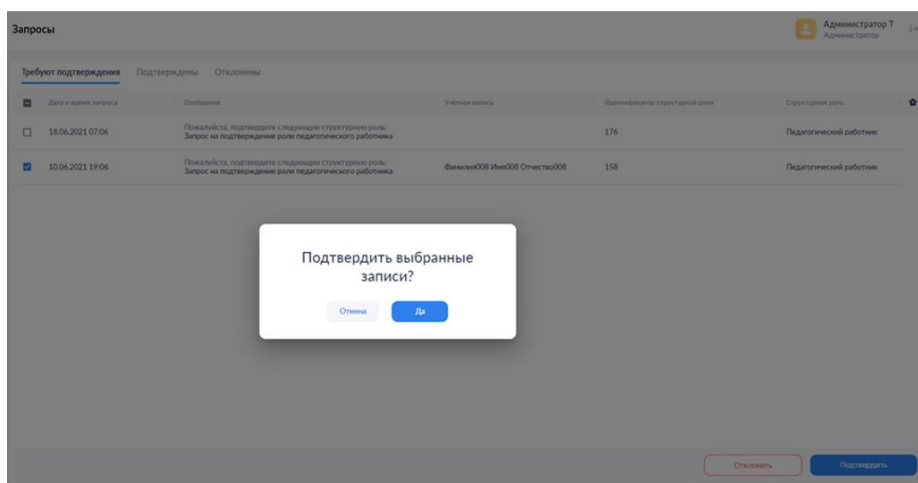 Запросы
Администратор Т
Администратор
Требуют подтверждения Подтверждены Отклонены
Дата и время запроса Сообщение Учётная запись Идентификатор структурной роли Структурная роль
18.06.2021 07:06 Пожалуйста, подтвердите следующую структурную роль: 176 Педагогический работник
Запрос на подтверждение роли педагогического работника
10.06.2021 19:06 Пожалуйста, подтвердите следующую структурную роль: Фамилия008 Имя008 Отчество008 158 Педагогический работник
Запрос на подтверждение роли педагогического работника
Подтвердить выбранные
записи?
Отмена Да
Отклонить Подтвердить